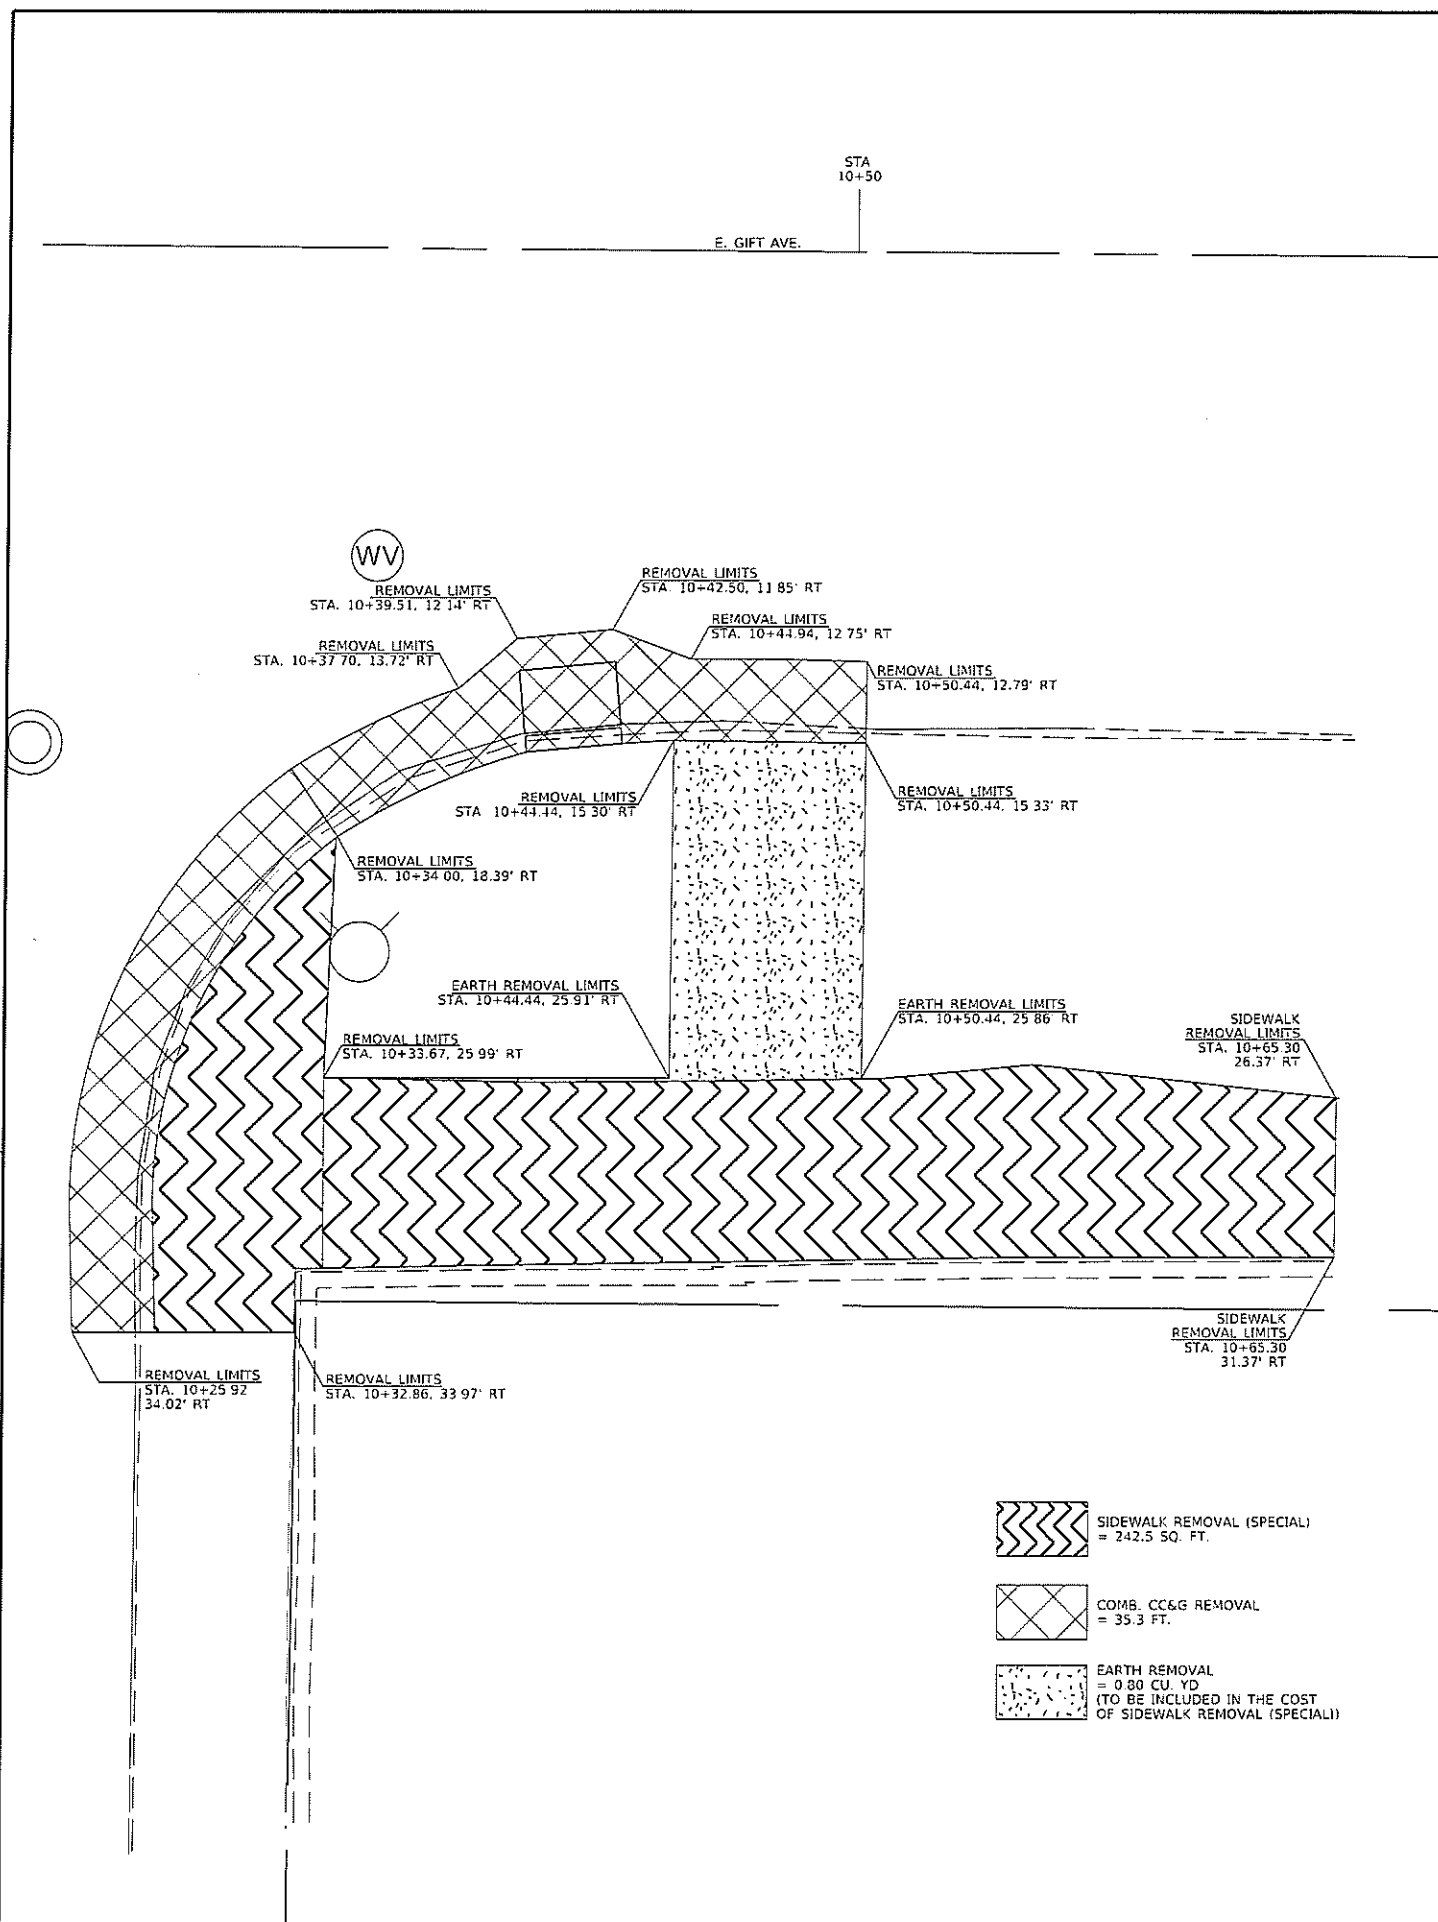 STA
10+50
E. GIFT AVE.
WV
REMOVAL LIMITS
STA. 10+42.50, 11 85' RT
REMOVAL LIMITS
STA. 10+39.51, 12 14' RT
REMOVAL LIMITS
STA. 10+44.94, 12 75' RT
REMOVAL LIMITS
STA. 10+37 70, 13.72' RT
REMOVAL LIMITS
STA. 10+50.44, 12.79' RT
REMOVAL LIMITS
STA 10+44.44, 15 30' RT
REMOVAL LIMITS
STA. 10+50.44, 15 33' RT
REMOVAL LIMITS
STA. 10+34 00, 18.39' RT
EARTH REMOVAL LIMITS
STA. 10+44.44, 25.91' RT
EARTH REMOVAL LIMITS
STA. 10+50.44, 25 86' RT
REMOVAL LIMITS
STA. 10+33.67, 25 99' RT
SIDEWALK
REMOVAL LIMITS
STA. 10+65.30
26.37' RT
SIDEWALK
REMOVAL LIMITS
STA. 10+65.30
31.37' RT
REMOVAL LIMITS
STA. 10+25 92
34.02' RT
REMOVAL LIMITS
STA. 10+32.86, 33 97' RT
SIDEWALK REMOVAL (SPECIAL)
= 242.5 SQ. FT.
COMB. CC&G REMOVAL
= 35.3 FT.
EARTH REMOVAL
= 0.80 CU. YD
(TO BE INCLUDED IN THE COST
OF SIDEWALK REMOVAL (SPECIAL))